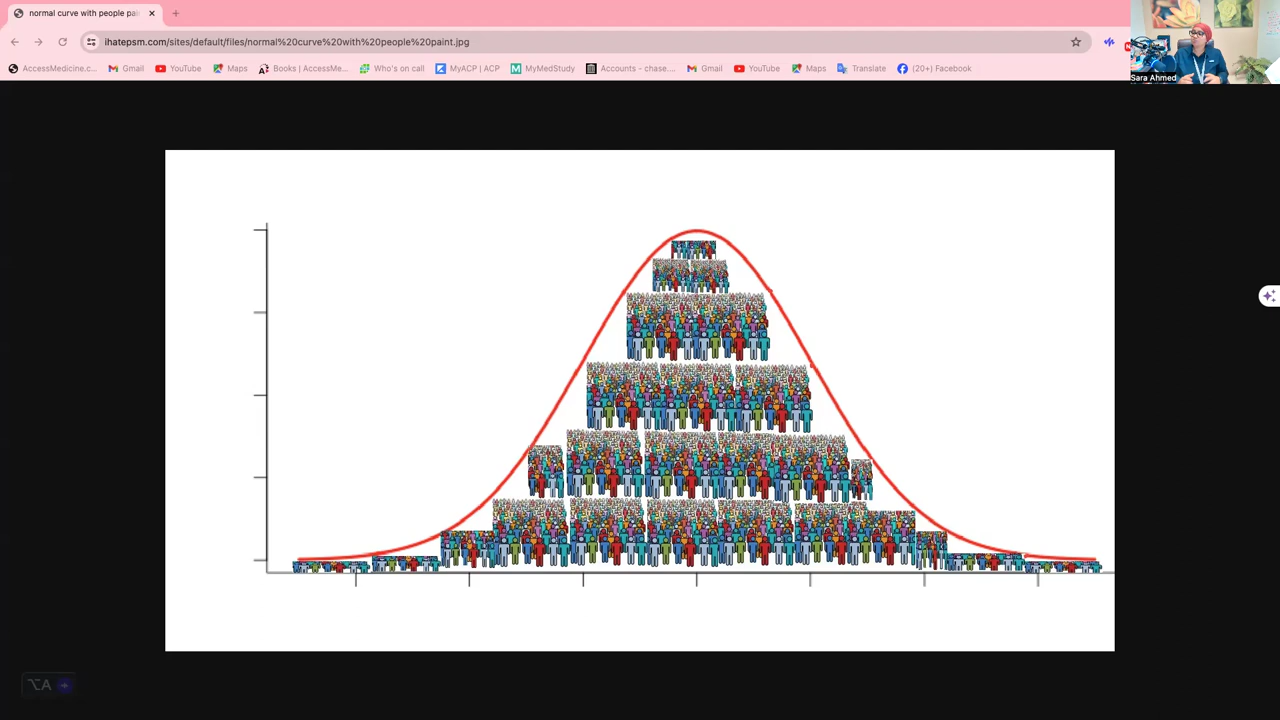 normal curve with people pai
ihatepsm.com/sites/default/files/normal%20curve%20with%20people%20paint.jpg
AccessMedicine.c... Gmail YouTube Maps Books | AccessMe... Who's on call MyACP | ACP MyMedStudy Accounts - chase.... Gmail YouTube Maps Translate (20+) Facebook
Sara Ahmed
⌥A